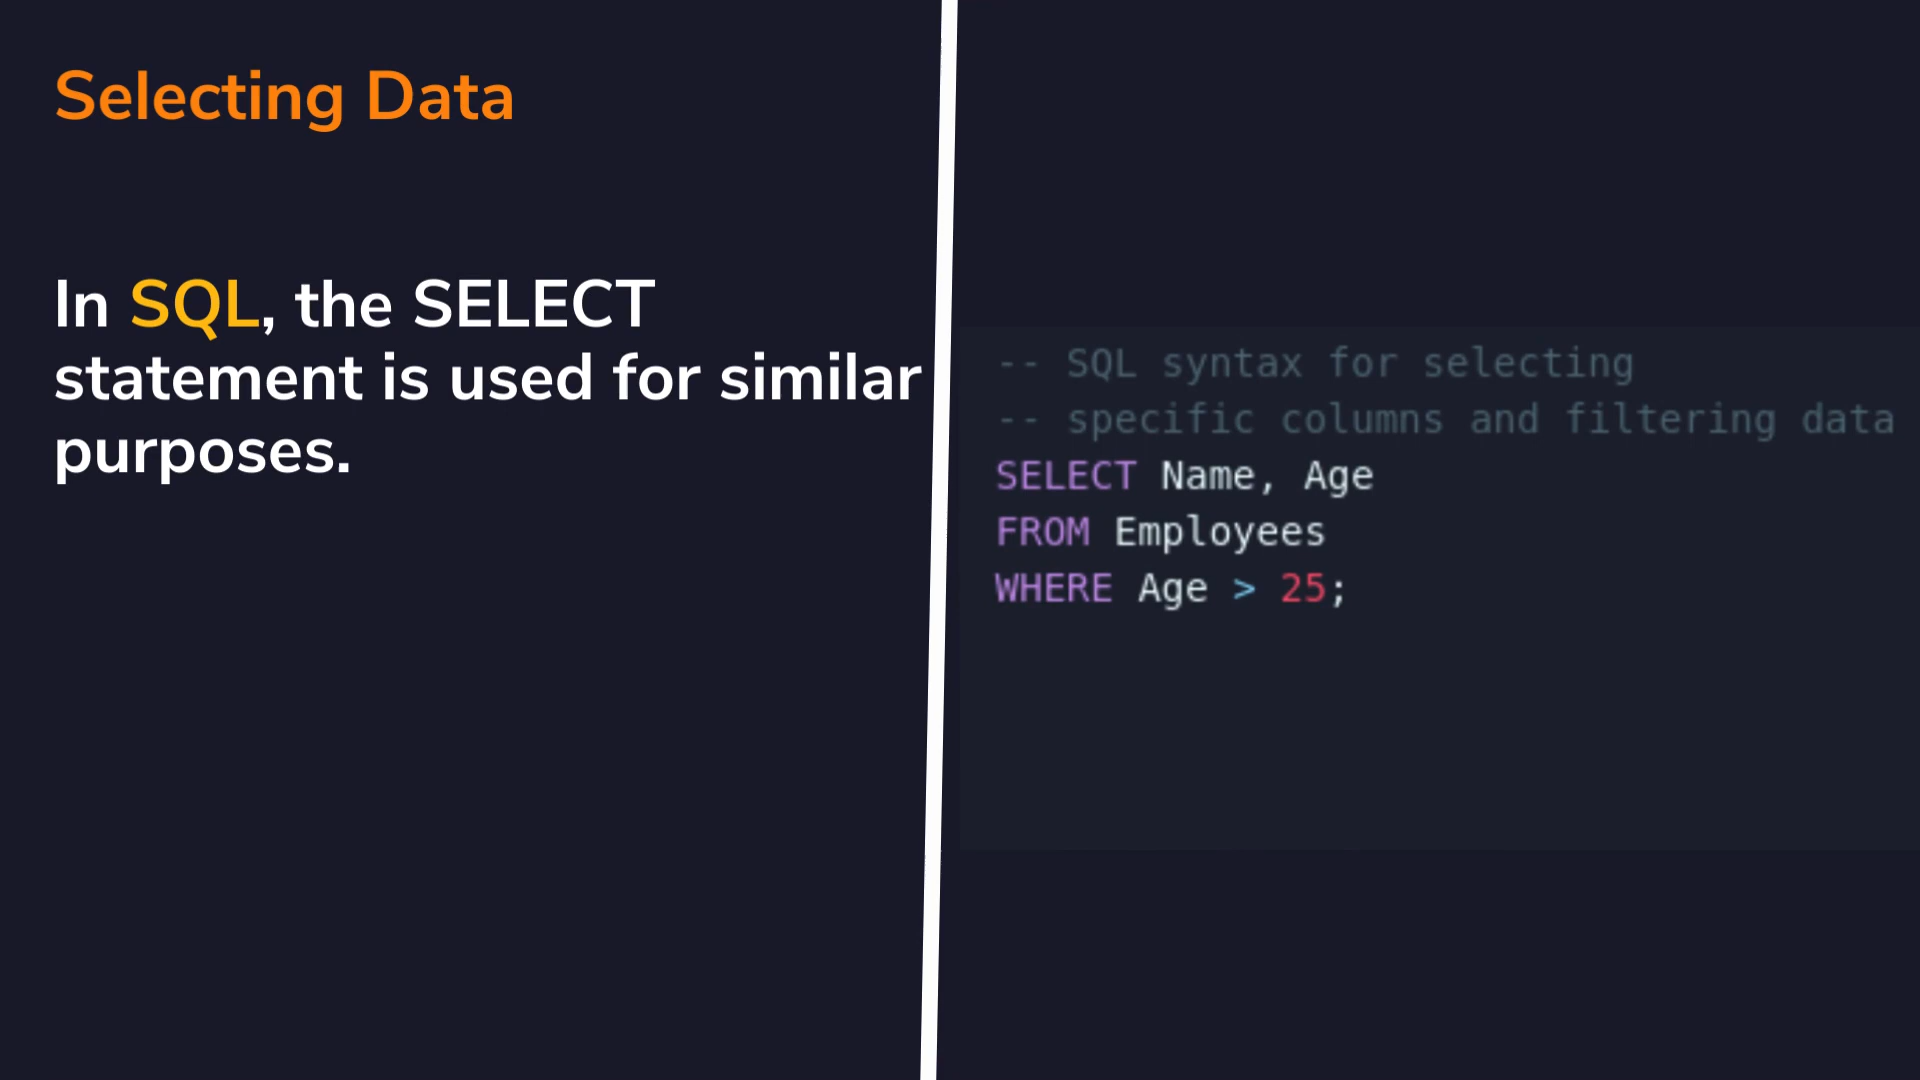 Selecting Data
In SQL, the SELECT
statement is used for similar
purposes.
-- SQL syntax for selecting
-- specific columns and filtering data
SELECT Name, Age
FROM Employees
WHERE Age > 25;